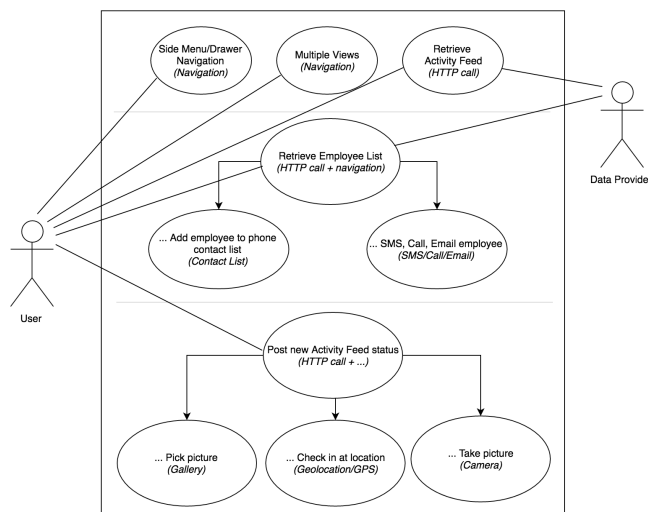 Side Menu/Drawer
Navigation
(Navigation)
Multiple Views
(Navigation)
Retrieve
Activity Feed
(HTTP call)
Data Provide
Retrieve Employee List
(HTTP call + navigation)
... Add employee to phone
contact list
(Contact List)
... SMS, Call, Email employee
(SMS/Call/Email)
User
Post new Activity Feed status
(HTTP call + ...)
... Pick picture
(Gallery)
... Check in at location
(Geolocation/GPS)
... Take picture
(Camera)